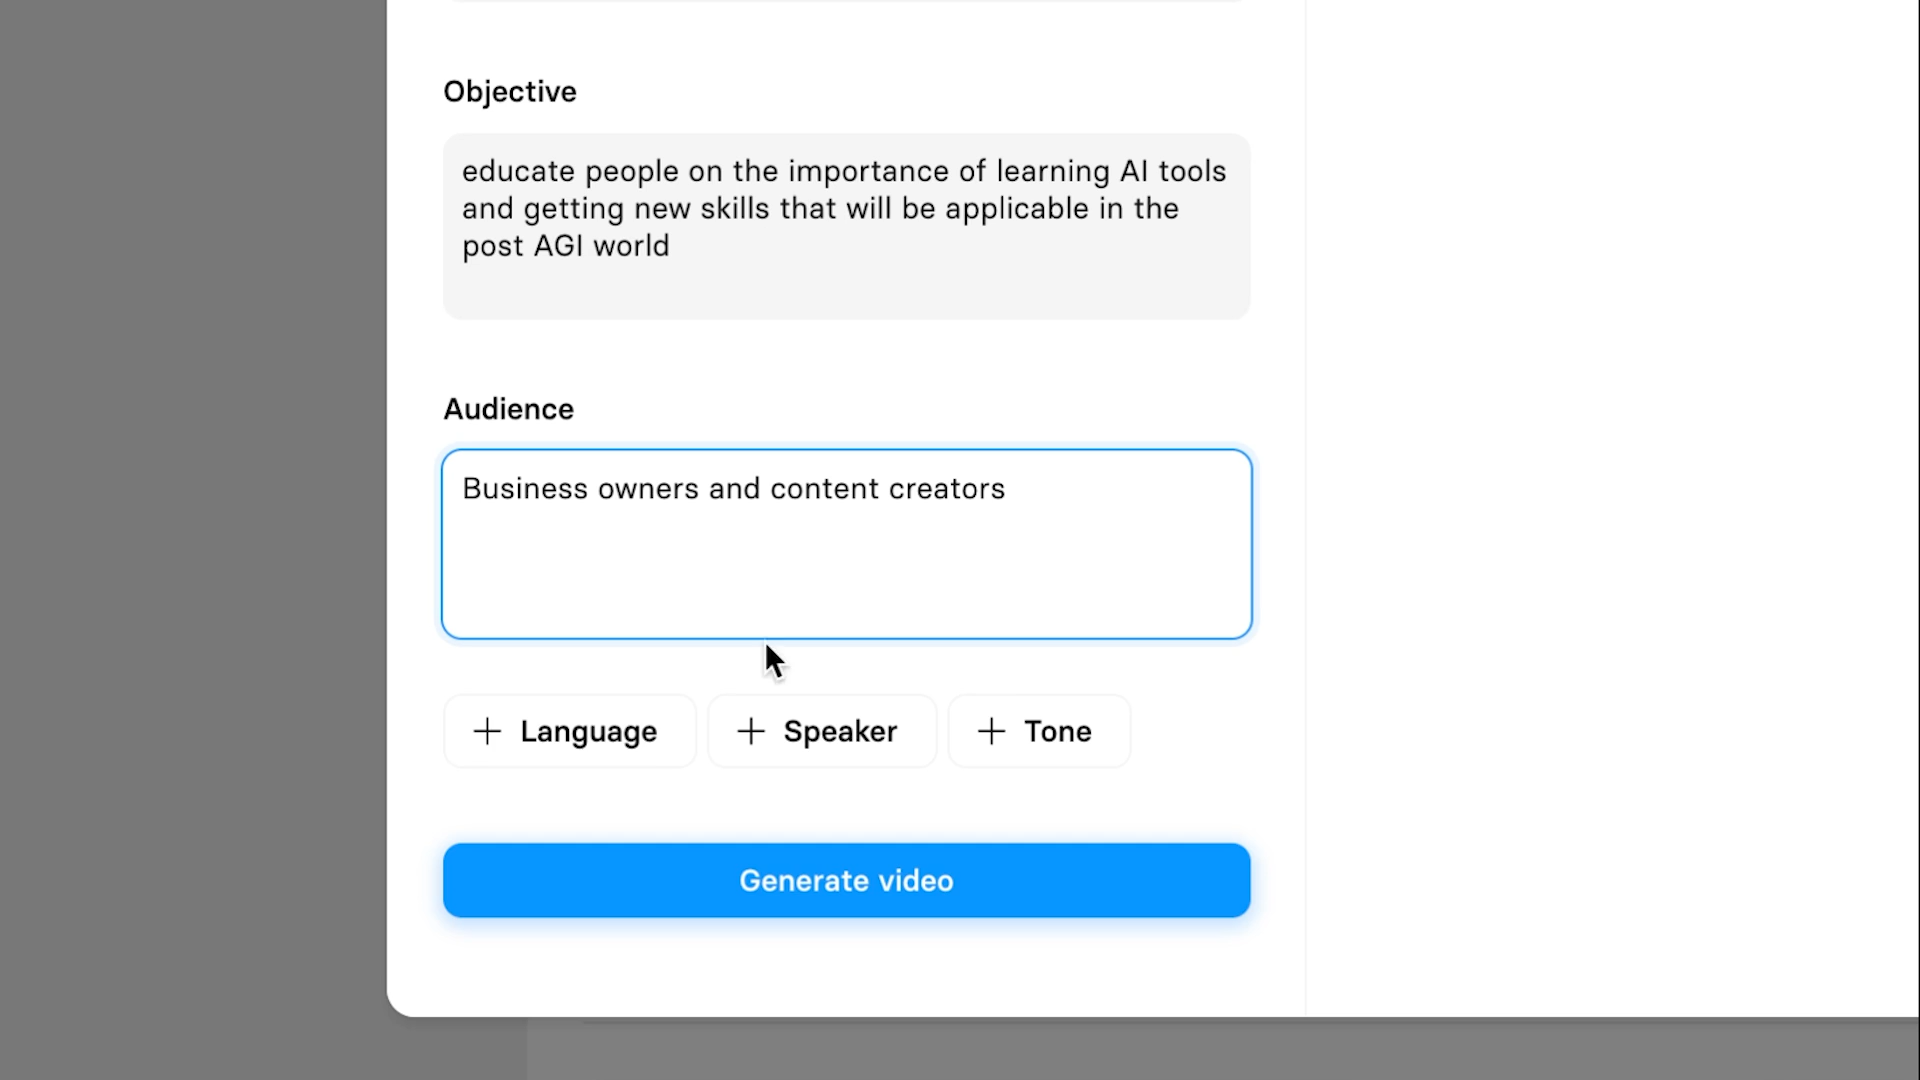 Objective
educate people on the importance of learning AI tools
and getting new skills that will be applicable in the
post AGI world
Audience
Business owners and content creators
+ Language + Speaker + Tone
Generate video